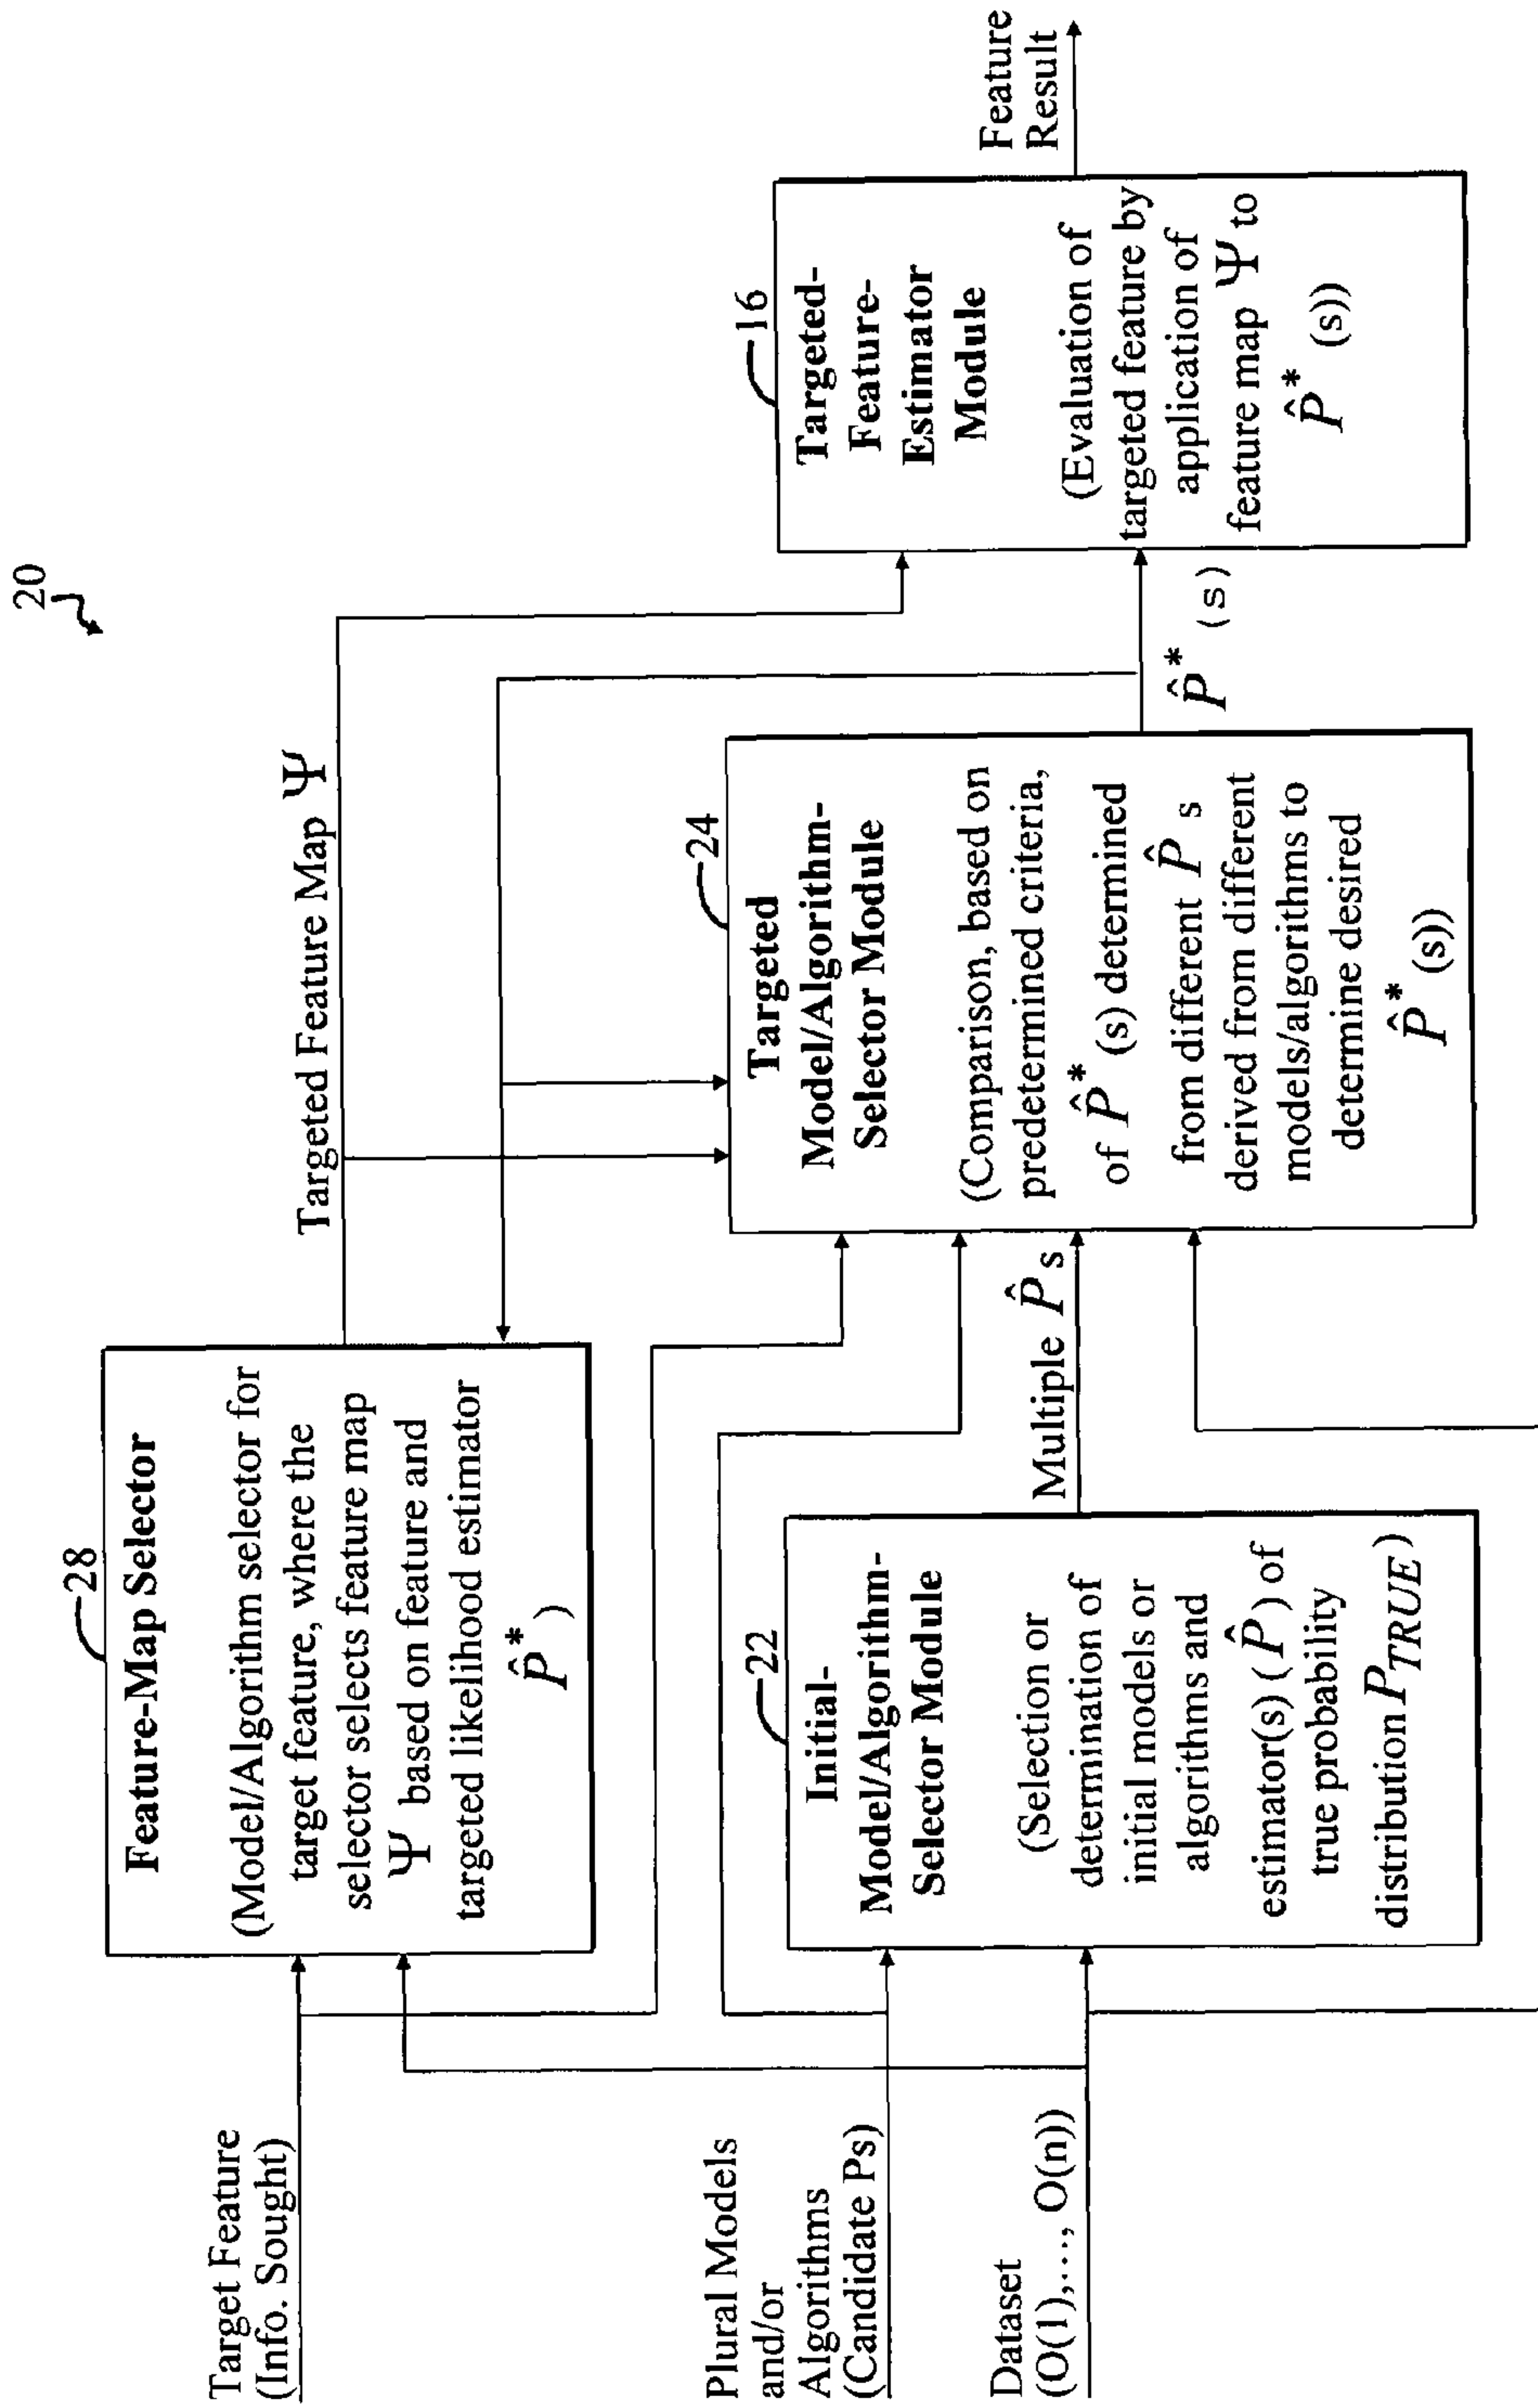 20
Target Feature
(Info. Sought)
28
Feature-Map Selector
(Model/Algorithm selector for
target feature, where the
selector selects feature map
Ψ based on feature and
targeted likelihood estimator
P̂*)
Targeted Feature Map Ψ
Plural Models
and/or
Algorithms
(Candidate Ps)
Dataset
(O(1),..., O(n))
22
Initial-
Model/Algorithm-
Selector Module
(Selection or
determination of
initial models or
algorithms and
estimator(s) (P̂) of
true probability
distribution P TRUE)
Multiple P̂ s
24
Targeted
Model/Algorithm-
Selector Module
(Comparison, based on
predetermined criteria,
of P̂* (s) determined
from different P̂ s
derived from different
models/algorithms to
determine desired
P̂* (s))
P̂* (s)
16
Targeted-
Feature-
Estimator
Module
(Evaluation of
targeted feature by
application of
feature map Ψ to
P̂* (s))
Feature
Result